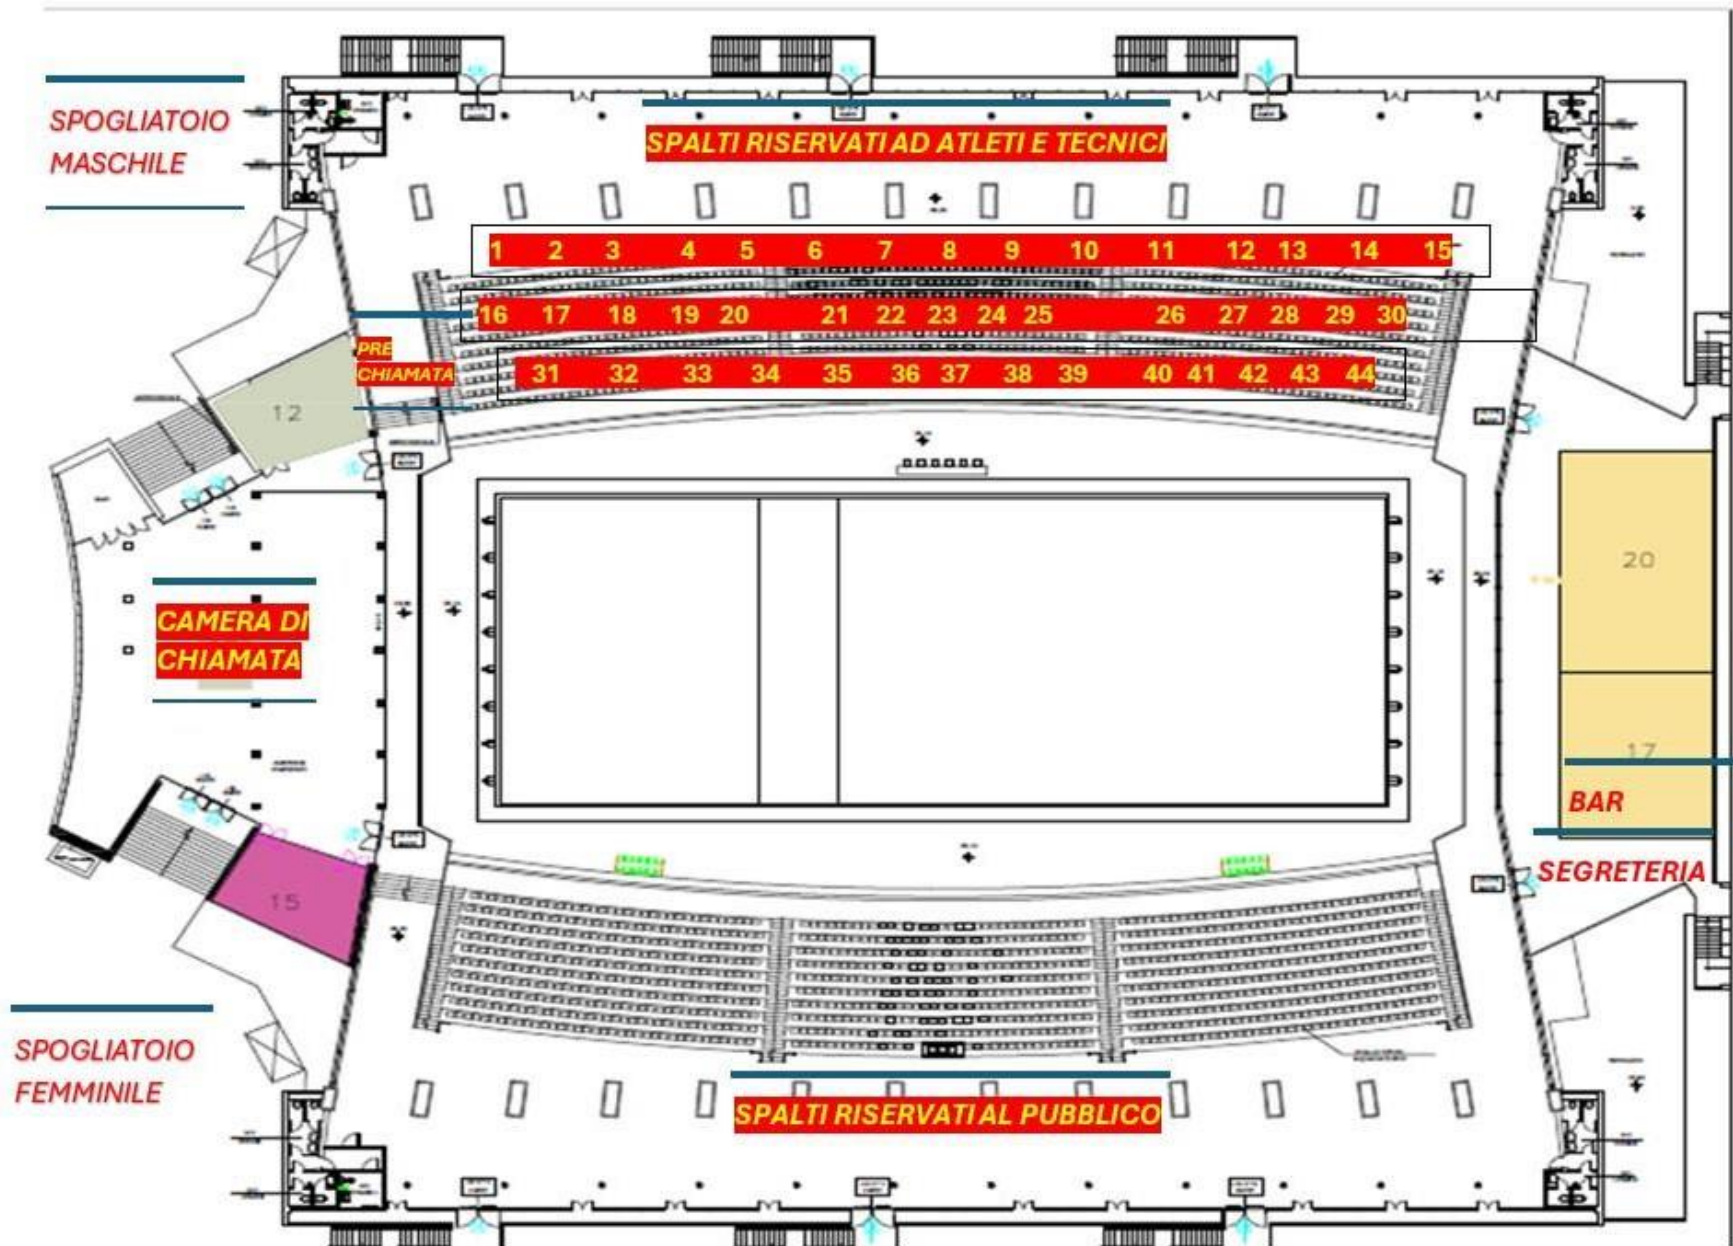 SPOGLIATOIO
MASCHILE
SPALTI RISERVATI AD ATLETI E TECNICI
1 2 3 4 5 6 7 8 9 10 11 12 13 14 15
16 17 18 19 20 21 22 23 24 25 26 27 28 29 30
PRE
CHIAMATA
31 32 33 34 35 36 37 38 39 40 41 42 43 44
12
20
CAMERA DI
CHIAMATA
17
BAR
SEGRETERIA
15
SPOGLIATOIO
FEMMINILE
SPALTI RISERVATI AL PUBBLICO